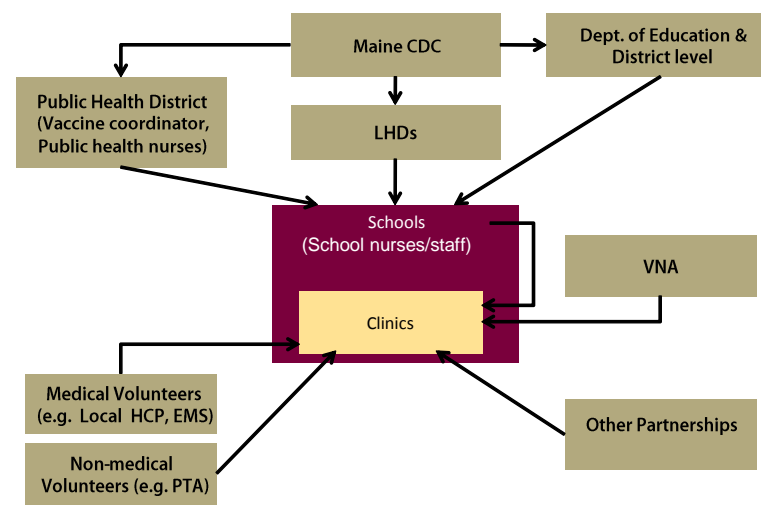 Maine CDC
Dept. of Education &
District level
Public Health District
(Vaccine coordinator,
Public health nurses)
LHDs
Schools
(School nurses/staff)
VNA
Clinics
Medical Volunteers
(e.g. Local HCP, EMS)
Other Partnerships
Non-medical
Volunteers (e.g. PTA)